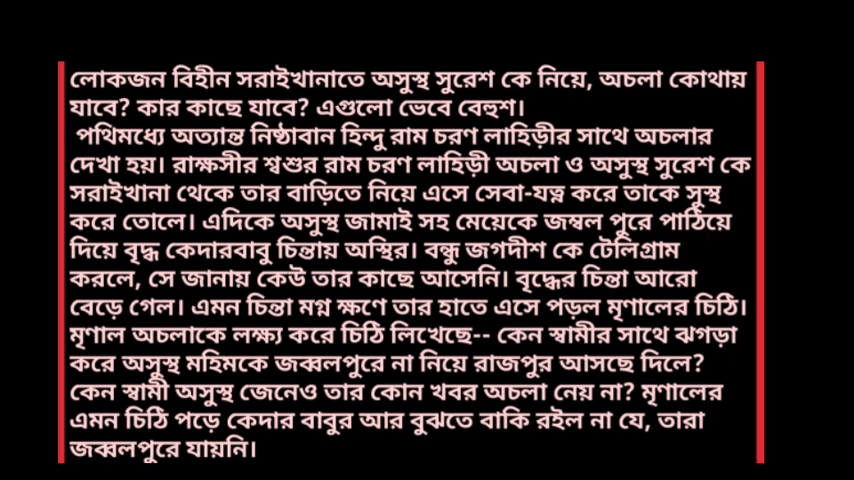 লোকজন বিহীন সরাইখানাতে অসুস্থ সুরেশ কে নিয়ে, অচলা কোথায়
যাবে? কার কাছে যাবে? এগুলো ভেবে বেহুশ।
পথিমধ্যে অত্যান্ত নিষ্ঠাবান হিন্দু রাম চরণ লাহিড়ীর সাথে অচলার
দেখা হয়। রাক্ষসীর শ্বশুর রাম চরণ লাহিড়ী অচলা ও অসুস্থ সুরেশ কে
সরাইখানা থেকে তার বাড়িতে নিয়ে এসে সেবা-যত্ন করে তাকে সুস্থ
করে তোলে। এদিকে অসুস্থ জামাই সহ মেয়েকে জম্বল পুরে পাঠিয়ে
দিয়ে বৃদ্ধ কেদারবাবু চিন্তায় অস্থির। বন্ধু জগদীশ কে টেলিগ্রাম
করলে, সে জানায় কেউ তার কাছে আসেনি। বৃদ্ধের চিন্তা আরো
বেড়ে গেল। এমন চিন্তা মগ্ন ক্ষণে তার হাতে এসে পড়ল মৃণালের চিঠি।
মৃণাল অচলাকে লক্ষ্য করে চিঠি লিখেছে-- কেন স্বামীর সাথে ঝগড়া
করে অসুস্থ মহিমকে জব্বলপুরে না নিয়ে রাজপুর আসছে দিলে?
কেন স্বামী অসুস্থ জেনেও তার কোন খবর অচলা নেয় না? মৃণালের
এমন চিঠি পড়ে কেদার বাবুর আর বুঝতে বাকি রইল না যে, তারা
জব্বলপুরে যায়নি।